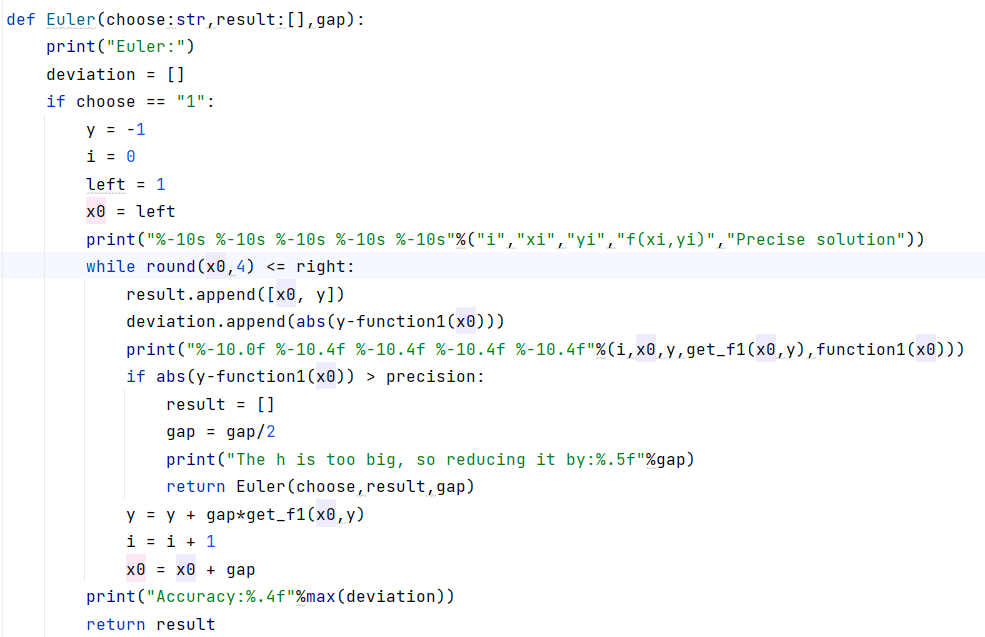 def Euler(choose:str,result:[],gap):
    print("Euler:")
    deviation = []
    if choose == "1":
        y = -1
        i = 0
        left = 1
        x0 = left
        print("%-10s %-10s %-10s %-10s %-10s"%("i","xi","yi","f(xi,yi)","Precise solution"))
        while round(x0,4) <= right:
            result.append([x0, y])
            deviation.append(abs(y-function1(x0)))
            print("%-10.0f %-10.4f %-10.4f %-10.4f %-10.4f"%(i,x0,y,get_f1(x0,y),function1(x0)))
            if abs(y-function1(x0)) > precision:
                result = []
                gap = gap/2
                print("The h is too big, so reducing it by:%.5f"%gap)
                return Euler(choose,result,gap)
            y = y + gap*get_f1(x0,y)
            i = i + 1
            x0 = x0 + gap
        print("Accuracy:%.4f"%max(deviation))
        return result